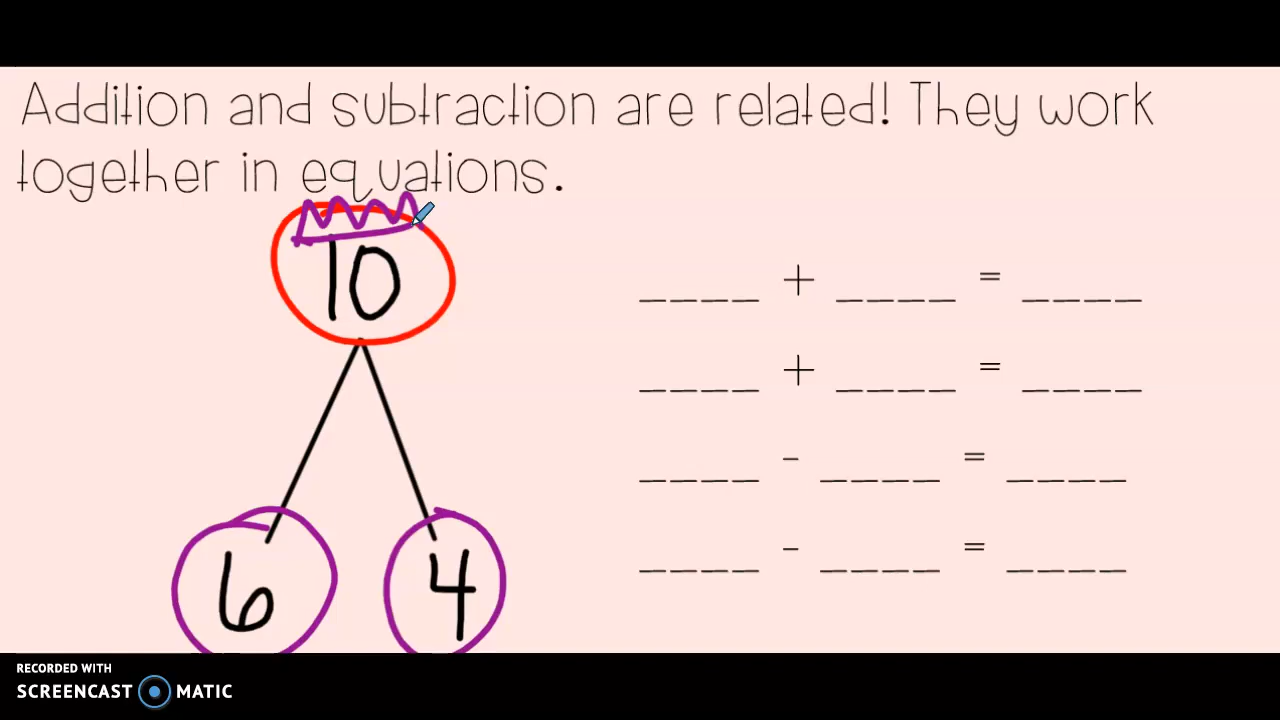 Addition and subtraction are related! They work
together in equations.
10
____ + ____ = ____
____ + ____ = ____
____ - ____ = ____
____ - ____ = ____
6 4
RECORDED WITH
SCREENCAST MATIC